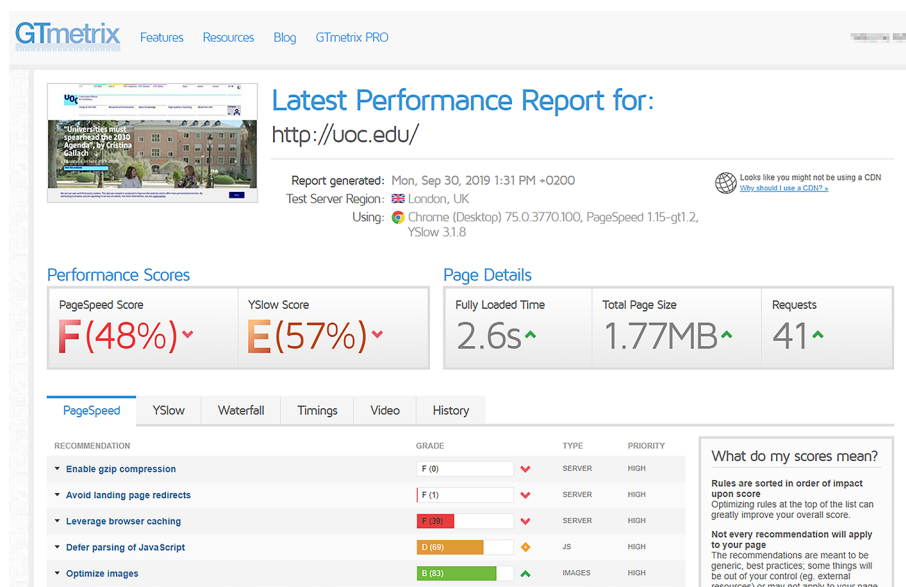 GTmetrix
Features
Resources
Blog
GTmetrix PRO
"Universities must
spearhead the 2030
Agenda", by Cristina
Gallach
Latest Performance Report for:
http://uoc.edu/
Report generated: Mon, Sep 30, 2019 1:31 PM +0200
Test Server Region: London, UK
Using: Chrome (Desktop) 75.0.3770.100, PageSpeed 1.15-gt1.2,
YSlow 3.1.8
Looks like you might not be using a CDN
Why should I use a CDN? »
Performance Scores
PageSpeed Score
F(48%)
YSlow Score
E(57%)
Page Details
Fully Loaded Time
2.6s
Total Page Size
1.77MB
Requests
41
PageSpeed
YSlow
Waterfall
Timings
Video
History
RECOMMENDATION GRADE TYPE PRIORITY
Enable gzip compression F (0) SERVER HIGH
Avoid landing page redirects F (1) SERVER HIGH
Leverage browser caching F (39) SERVER HIGH
Defer parsing of JavaScript D (69) JS HIGH
Optimize images B (83) IMAGES HIGH
What do my scores mean?
Rules are sorted in order of impact
upon score
Optimizing rules at the top of the list can
greatly improve your overall score.
Not every recommendation will apply
to your page
The recommendations are meant to be
generic, best practices; some things will
be out of your control (eg. external
resources) or may not apply to your page